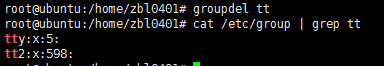 root@ubuntu:/home/zbl0401# groupdel tt
root@ubuntu:/home/zbl0401# cat /etc/group | grep tt
tty:x:5:
tt2:x:598: